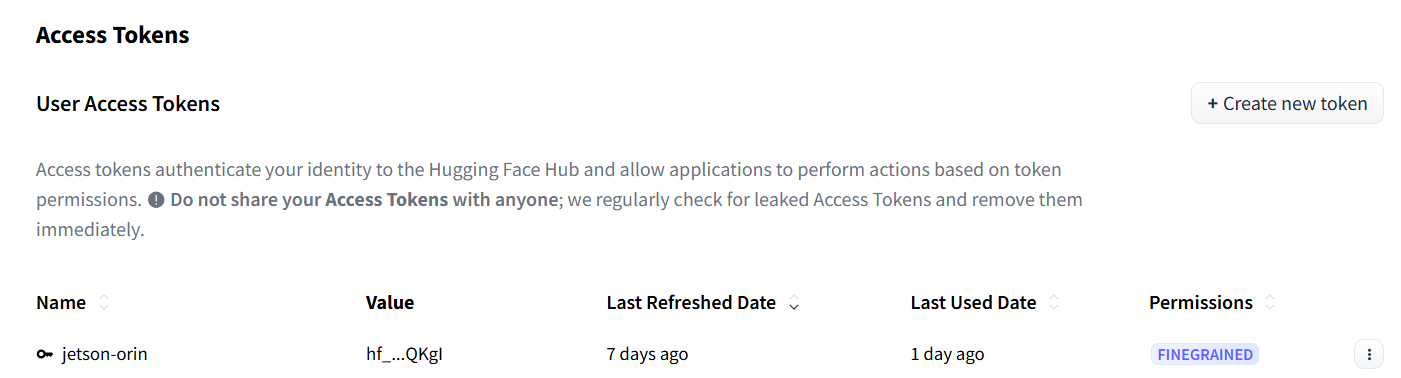 Access Tokens
User Access Tokens
+ Create new token
Access tokens authenticate your identity to the Hugging Face Hub and allow applications to perform actions based on token
permissions. Do not share your Access Tokens with anyone; we regularly check for leaked Access Tokens and remove them
immediately.
Name Value Last Refreshed Date Last Used Date Permissions
jetson-orin hf_...QKgI 7 days ago 1 day ago FINEGRAINED